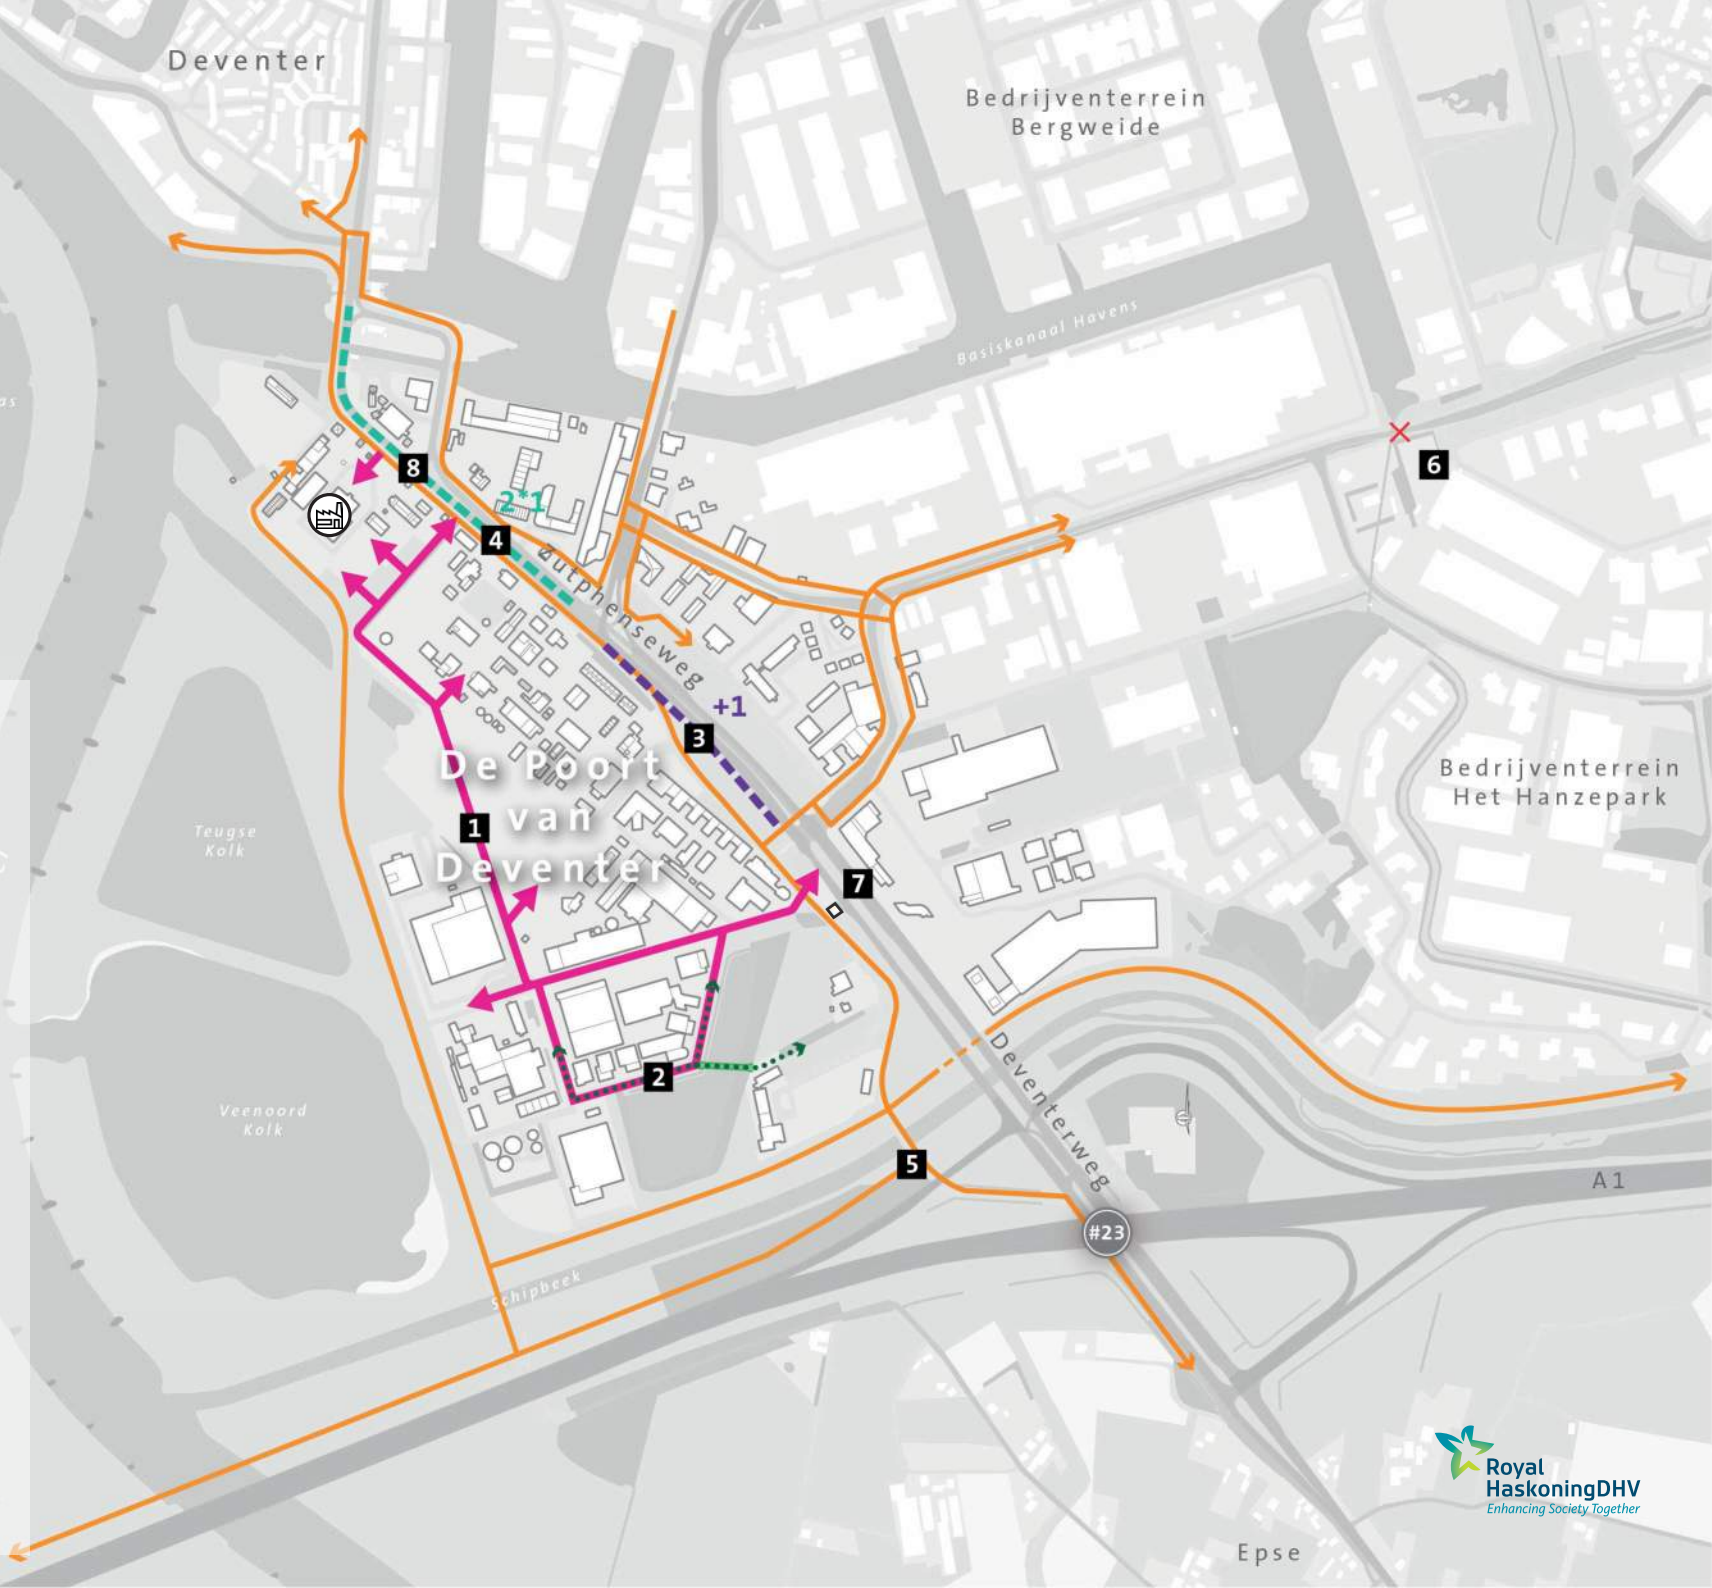 Deventer
Bedrijventerrein
Bergweide
Basiskanaal Havens
as
8
6
2*1
4
Zutphenseweg
+1
3
De Poort
van
Deventer
1
Bedrijventerrein
Het Hanzepark
Teugse
Kolk
7
2
Deventerweg
Veenoord
Kolk
5
A1
#23
Schipbeek
Royal
HaskoningDHV
Enhancing Society Together
Epse